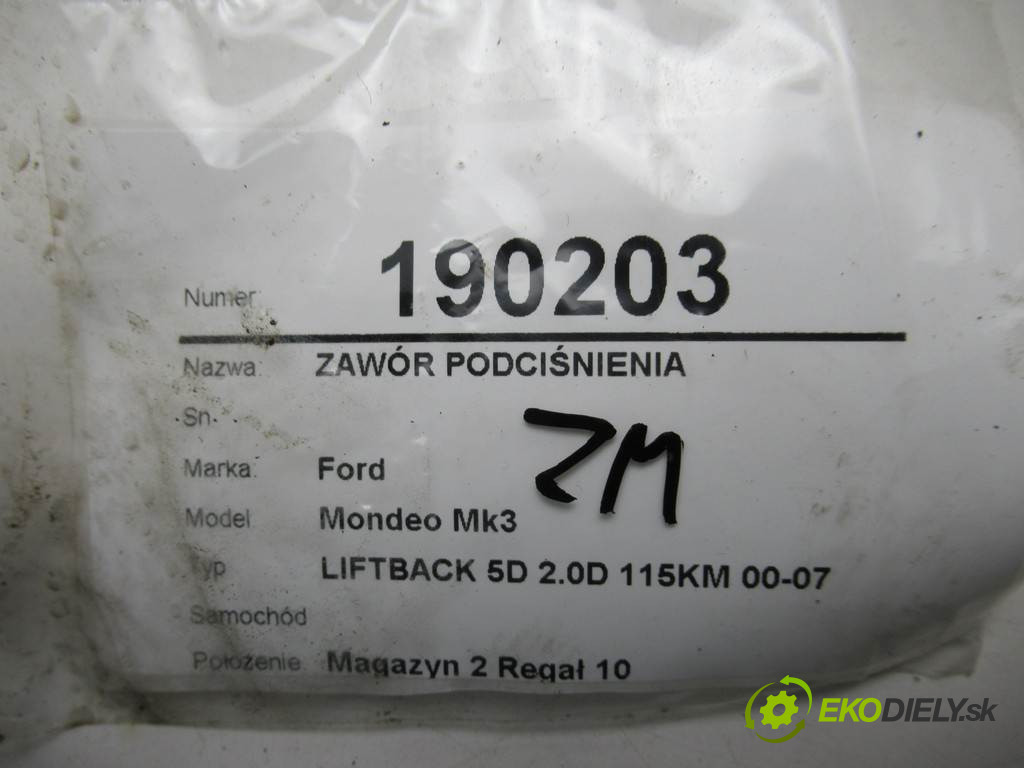 Numer 190203
Nazwa: ZAWÓR PODCIŚNIENIA
Sn
ZM
Marka: Ford
Model Mondeo Mk3
Typ LIFTBACK 5D 2.0D 115KM 00-07
Samochód
Położenie Magazyn 2 Regał 10
EKODIELY.sk